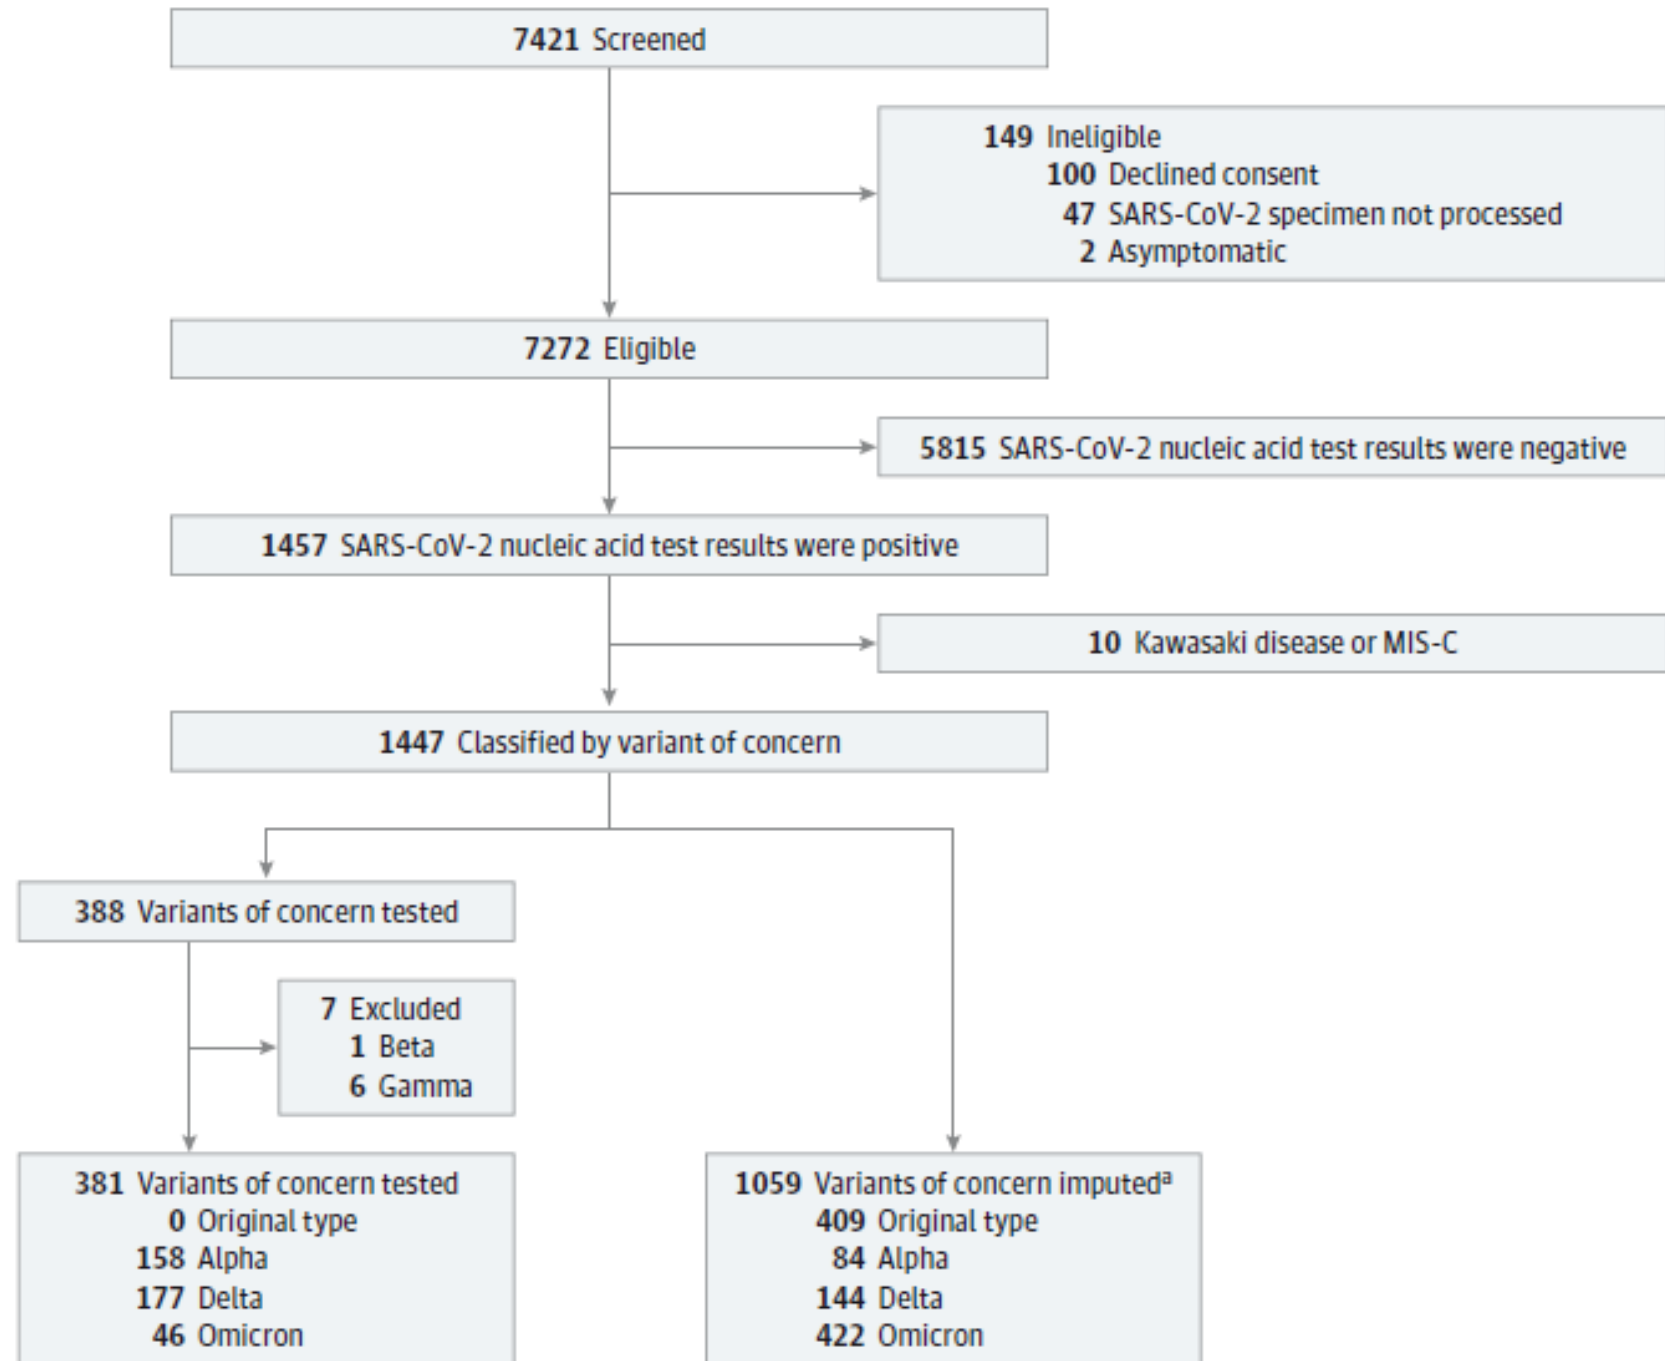 7421 Screened
149 Ineligible
100 Declined consent
47 SARS-CoV-2 specimen not processed
2 Asymptomatic
7272 Eligible
5815 SARS-CoV-2 nucleic acid test results were negative
1457 SARS-CoV-2 nucleic acid test results were positive
10 Kawasaki disease or MIS-C
1447 Classified by variant of concern
388 Variants of concern tested
7 Excluded
1 Beta
6 Gamma
381 Variants of concern tested
0 Original type
158 Alpha
177 Delta
46 Omicron
1059 Variants of concern imputedᵃ
409 Original type
84 Alpha
144 Delta
422 Omicron